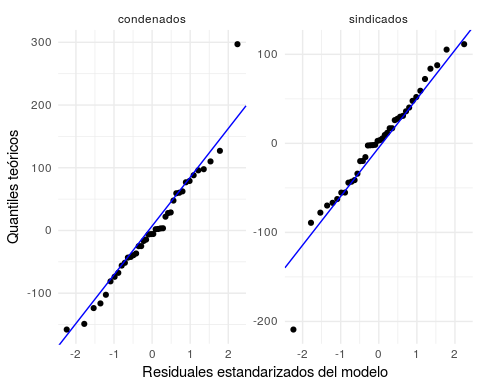 condenados
sindicados
300
200
100
0
-100
100
0
-100
-200
-2 -1 0 1 2
-2 -1 0 1 2
Quantiles teóricos
Residuales estandarizados del modelo